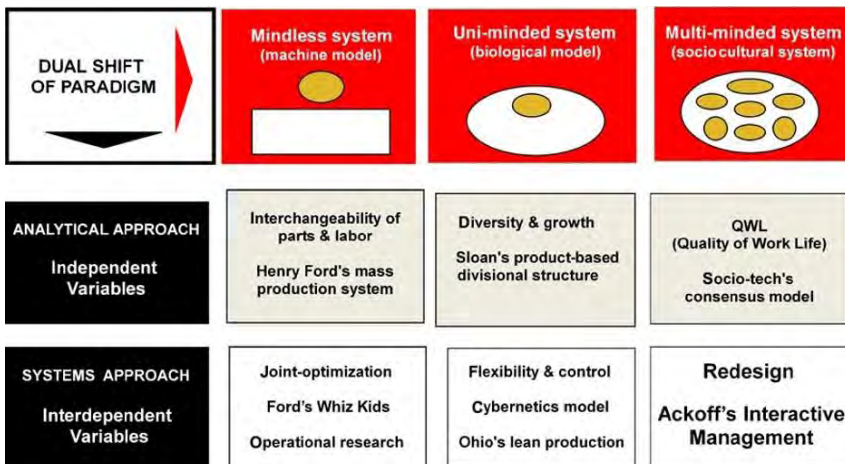 DUAL SHIFT
OF PARADIGM
Mindless system
(machine model)
Uni-minded system
(biological model)
Multi-minded system
(socio cultural system)
ANALYTICAL APPROACH
Independent
Variables
Interchangeability of
parts & labor
Henry Ford's mass
production system
Diversity & growth
Sloan's product-based
divisional structure
QWL
(Quality of Work Life)
Socio-tech's
consensus model
SYSTEMS APPROACH
Interdependent
Variables
Joint-optimization
Ford's Whiz Kids
Operational research
Flexibility & control
Cybernetics model
Ohio's lean production
Redesign
Ackoff's Interactive
Management